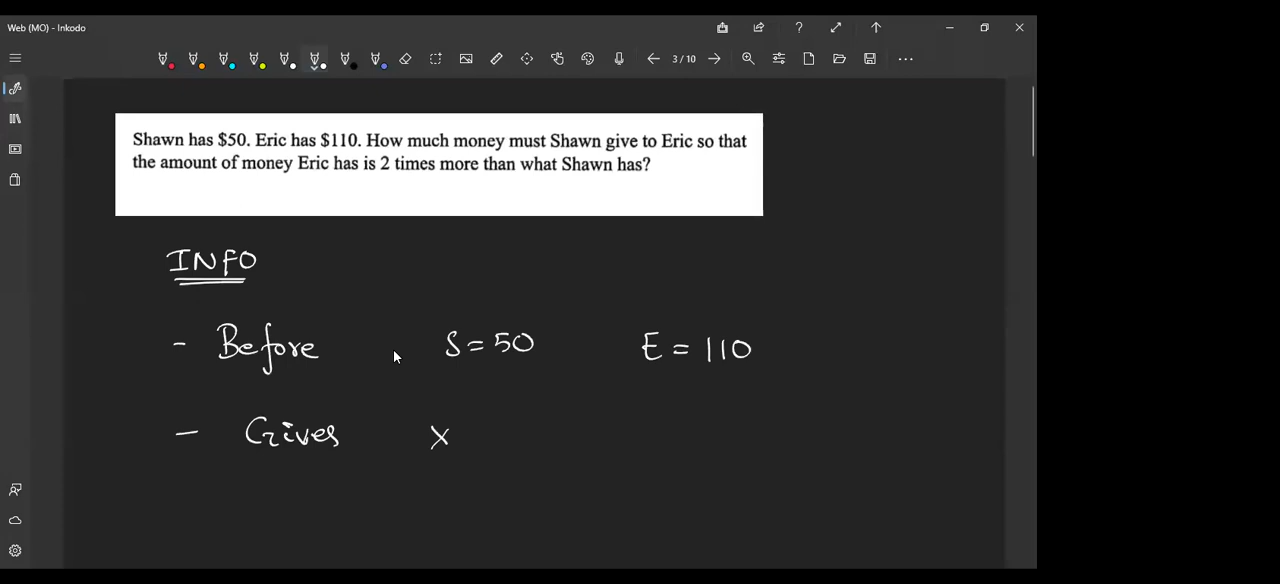 Web (MO) - Inkodo
3 / 10
Shawn has $50. Eric has $110. How much money must Shawn give to Eric so that
the amount of money Eric has is 2 times more than what Shawn has?
INFO
- Before S = 50 E = 110
- Gives x